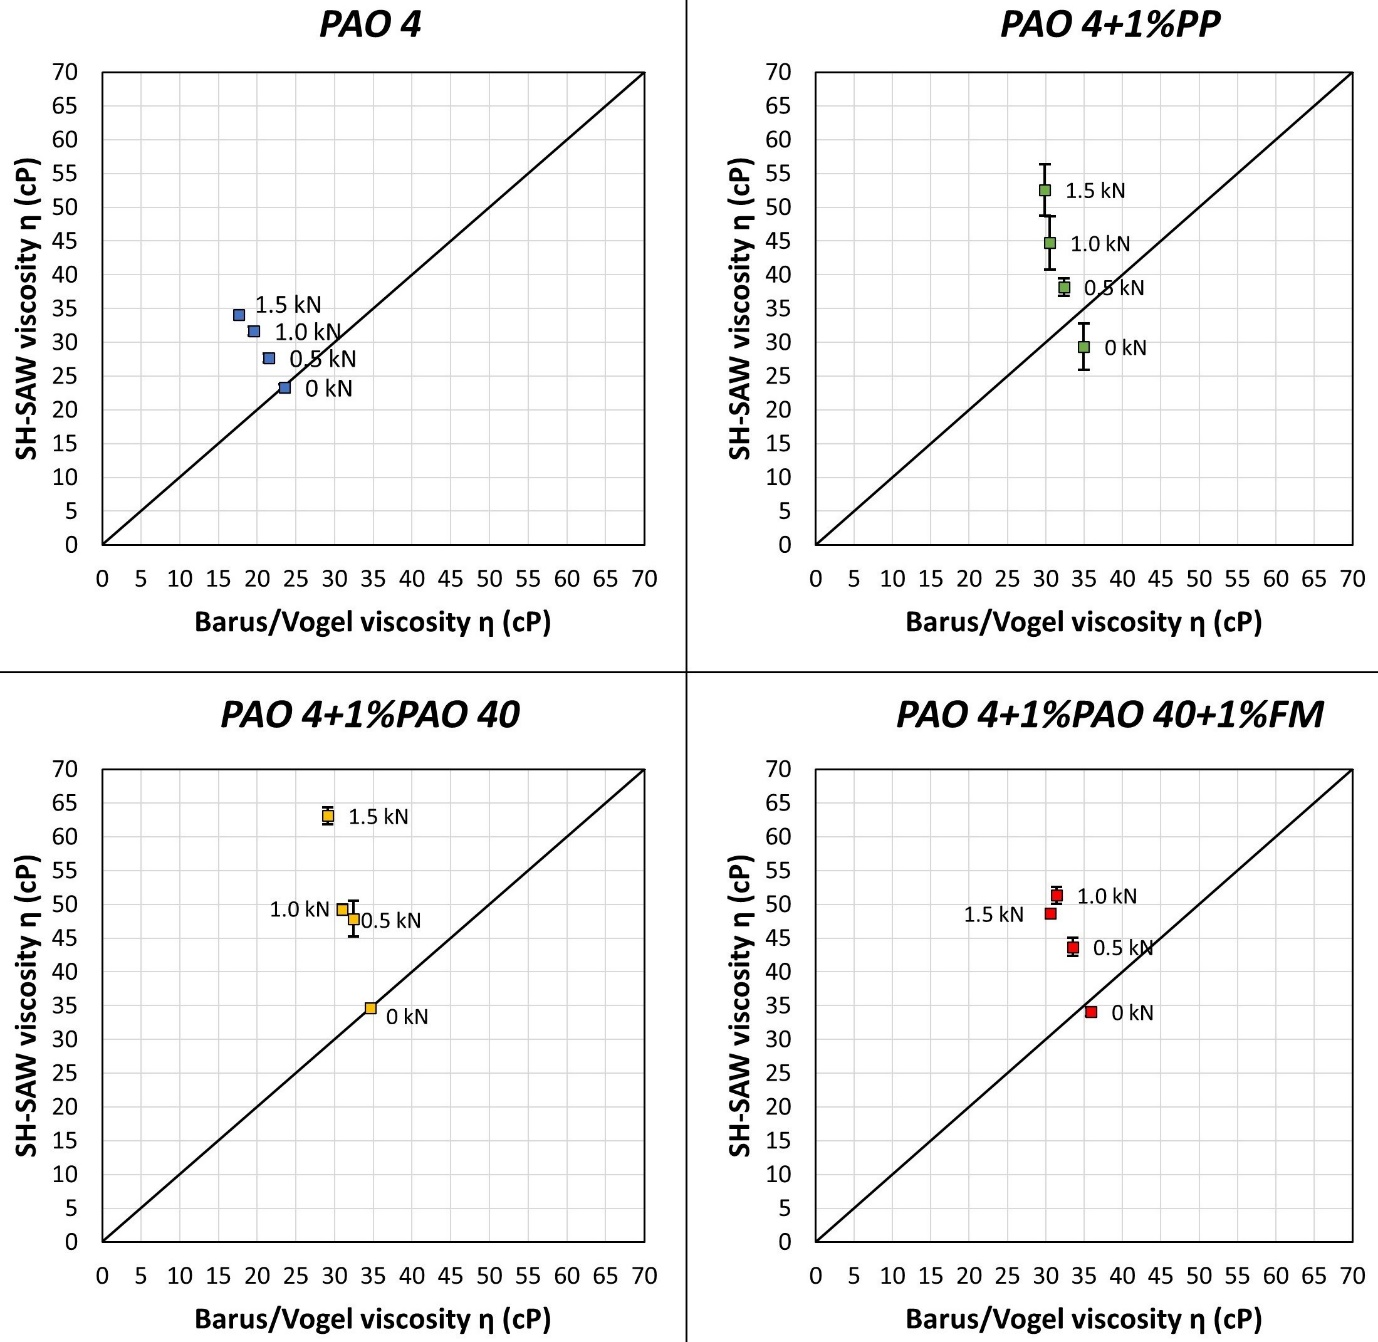 PAO 4
SH-SAW viscosity η (cP)
70
65
60
55
50
45
40
35
30
25
20
15
10
5
0
1.5 kN
1.0 kN
0.5 kN
0 kN
0 5 10 15 20 25 30 35 40 45 50 55 60 65 70
Barus/Vogel viscosity η (cP)
PAO 4+1%PP
SH-SAW viscosity η (cP)
70
65
60
55
50
45
40
35
30
25
20
15
10
5
0
1.5 kN
1.0 kN
0.5 kN
0 kN
0 5 10 15 20 25 30 35 40 45 50 55 60 65 70
Barus/Vogel viscosity η (cP)
PAO 4+1%PAO 40
SH-SAW viscosity η (cP)
70
65
60
55
50
45
40
35
30
25
20
15
10
5
0
1.5 kN
1.0 kN
0.5 kN
0 kN
0 5 10 15 20 25 30 35 40 45 50 55 60 65 70
Barus/Vogel viscosity η (cP)
PAO 4+1%PAO 40+1%FM
SH-SAW viscosity η (cP)
70
65
60
55
50
45
40
35
30
25
20
15
10
5
0
1.0 kN
1.5 kN
0.5 kN
0 kN
0 5 10 15 20 25 30 35 40 45 50 55 60 65 70
Barus/Vogel viscosity η (cP)